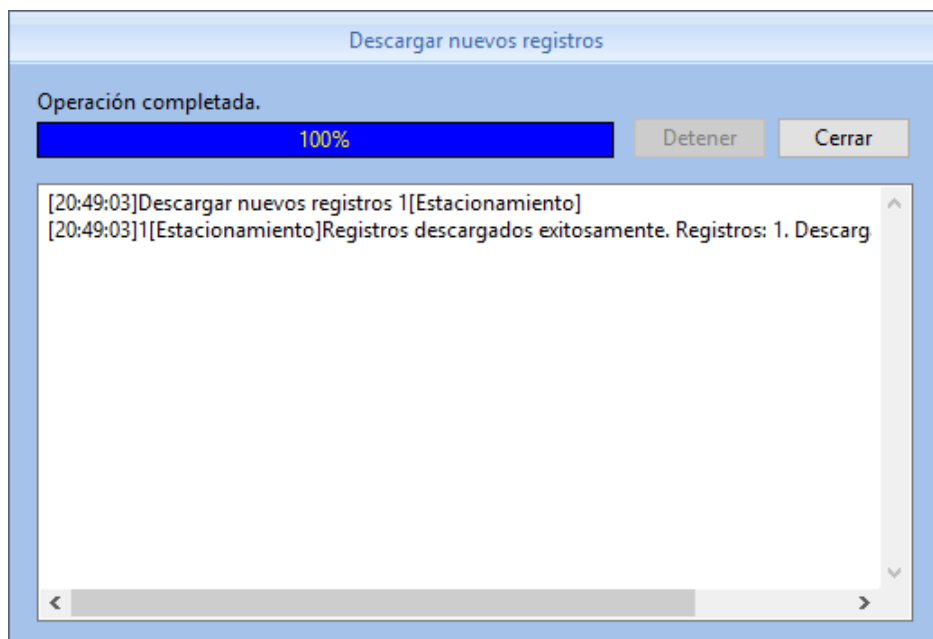 Descargar nuevos registros
Operación completada.
100%
Detener
Cerrar
[20:49:03]Descargar nuevos registros 1[Estacionamiento]
[20:49:03]1[Estacionamiento]Registros descargados exitosamente. Registros: 1. Descarg